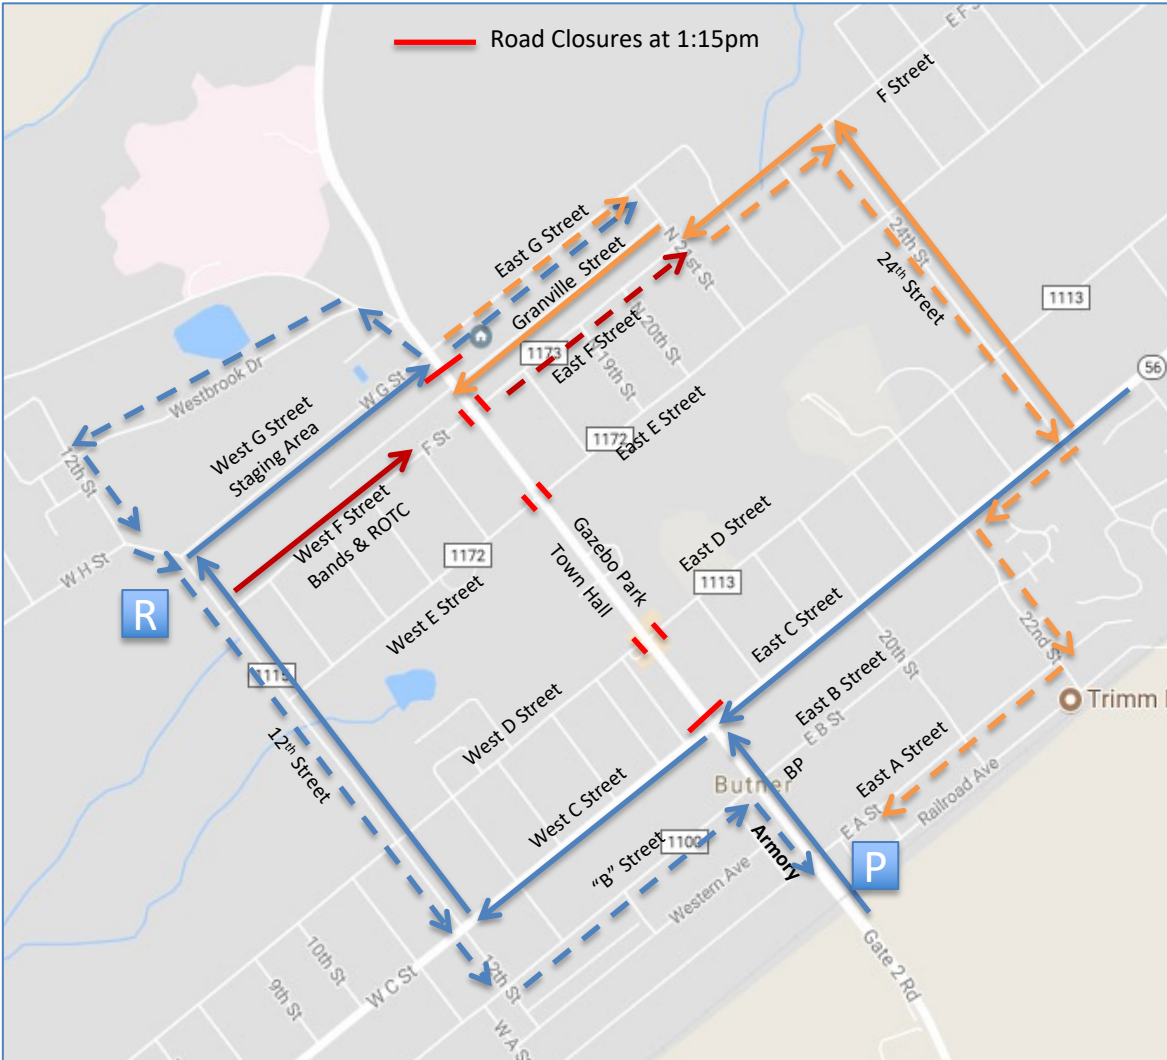 Road Closures at 1:15pm
E F S
F Street
East G Street
Granville Street
N 21st St
24th St
24th Street
1113
N 20th St
1173
East F Street
19th St
56
Westbrook Dr
W G St
West G Street
Staging Area
12th St
F St
1172
East E Street
West F Street
Bands & ROTC
W H St
1172
Gazebo Park
Town Hall
East D Street
1113
R
West E Street
East C Street
20th St
22nd St
1115
12th Street
West D Street
East B Street
E B St
Trimm
BP
East A Street
Butner
Railroad Ave
West C Street
E A St
"B" Street
1100
Armory
P
Western Ave
10th St
9th St
W C St
12th St
Gate 2 Rd
W A St